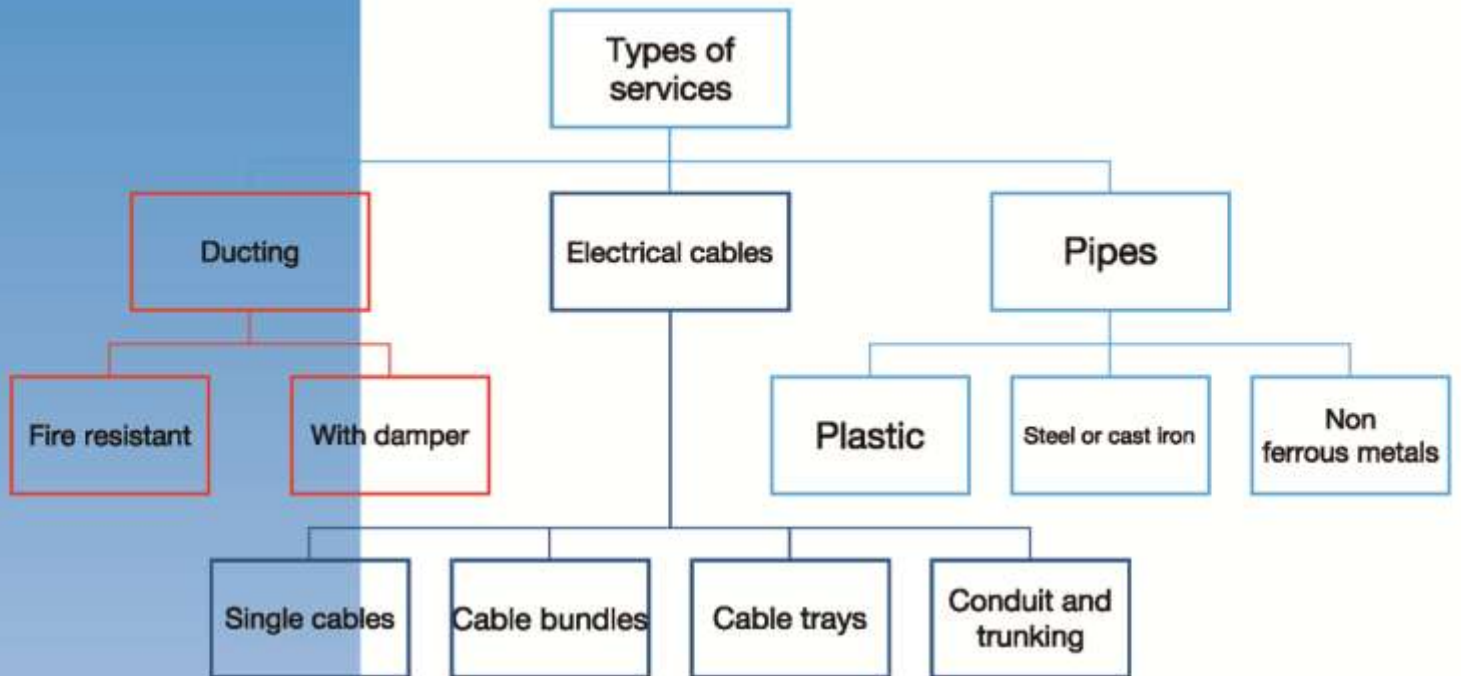 Types of
services
Ducting
Electrical cables
Pipes
Fire resistant
With damper
Plastic
Steel or cast iron
Non
ferrous metals
Single cables
Cable bundles
Cable trays
Conduit and
trunking